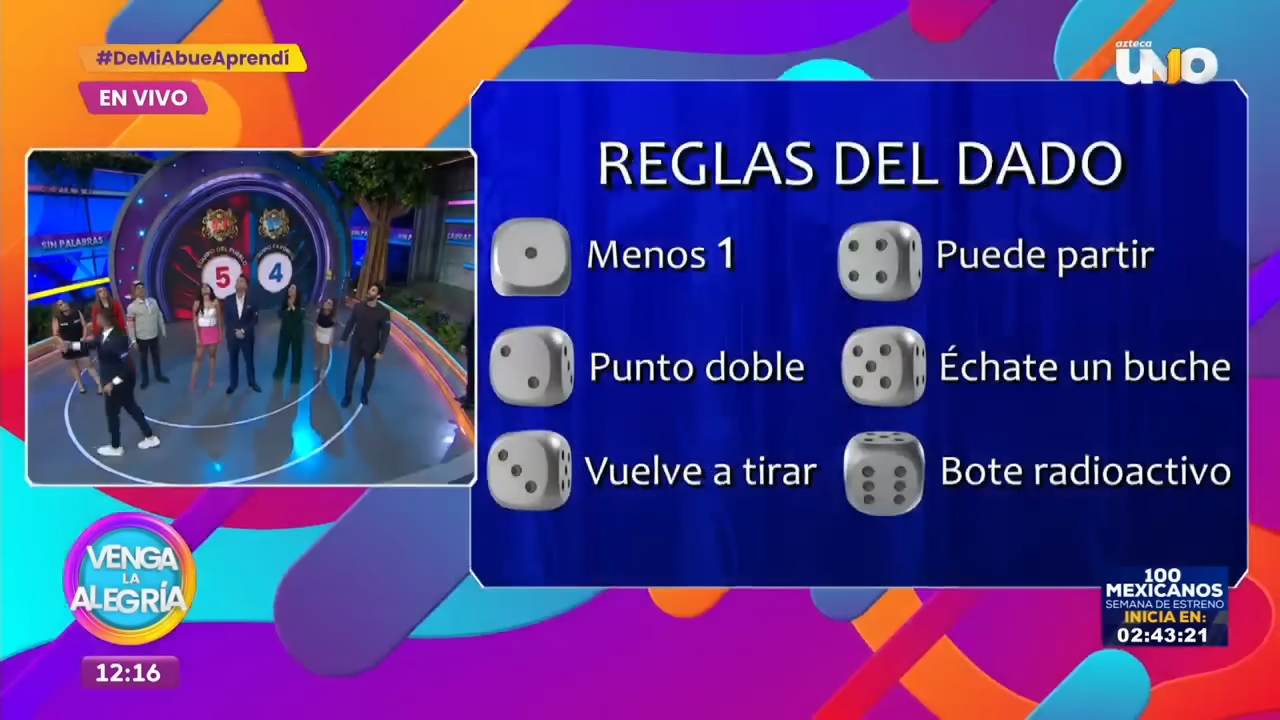 #DeMiAbueAprendí
EN VIVO
azteca
UNO
SIN PALABRAS
5
4
REGLAS DEL DADO
Menos 1
Puede partir
Punto doble
Échate un buche
Vuelve a tirar
Bote radioactivo
VENGA
LA
ALEGRÍA
12:16
100
MEXICANOS
SEMANA DE ESTRENO
INICIA EN:
02:43:21